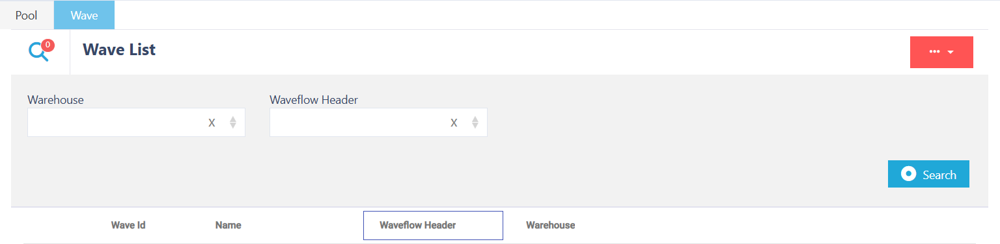 Pool Wave
0 Wave List •••
Warehouse Waveflow Header
X X
Search
Wave Id Name Waveflow Header Warehouse